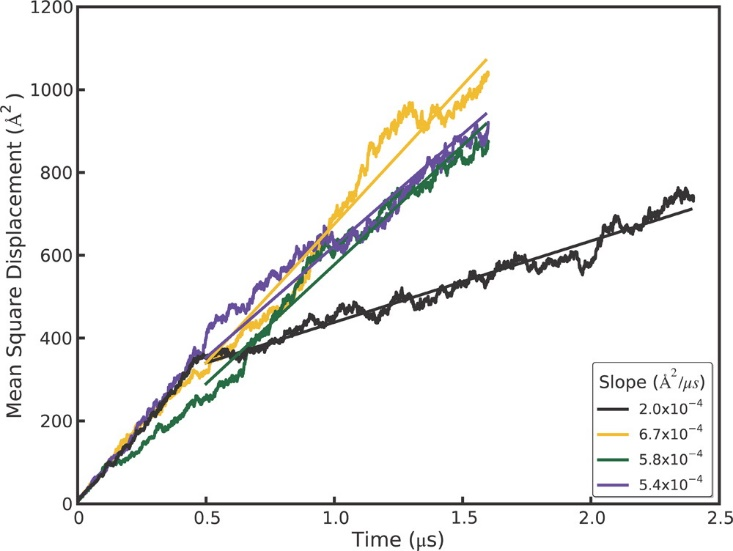 1200
1000
800
600
400
200
0
0
0.5
1.0
1.5
2.0
2.5
Mean Square Displacement (Å²)
Time (μs)
Slope (Å²/μs)
2.0x10⁻⁴
6.7x10⁻⁴
5.8x10⁻⁴
5.4x10⁻⁴